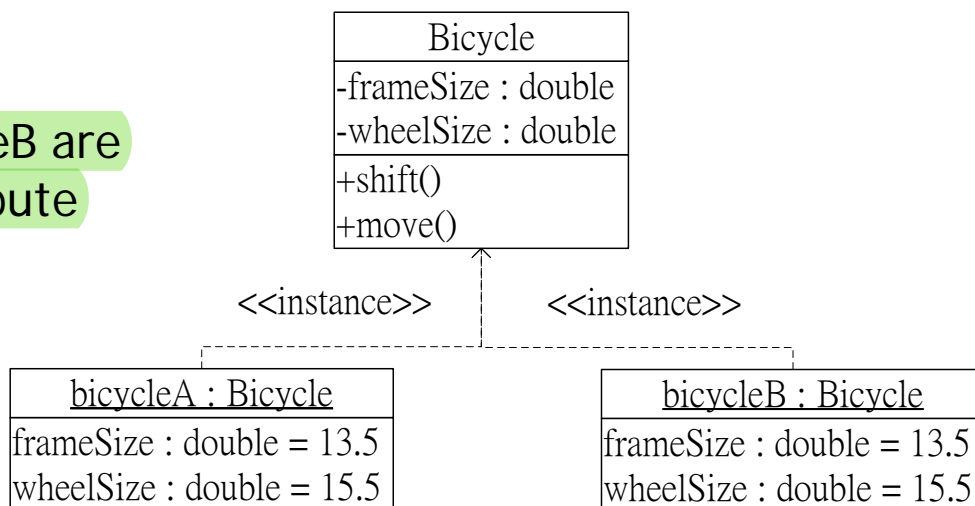 Bicycle
-frameSize : double
-wheelSize : double
+shift()
+move()
eB are
oute
<<instance>>
<<instance>>
bicycleA : Bicycle
frameSize : double = 13.5
wheelSize : double = 15.5
bicycleB : Bicycle
frameSize : double = 13.5
wheelSize : double = 15.5